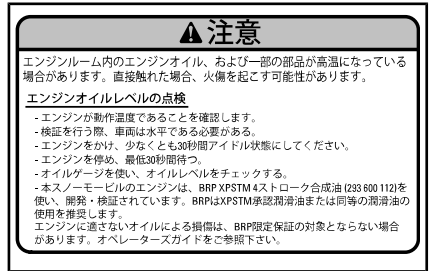 注意
エンジンルーム内のエンジンオイル、および一部の部品が高温になっている
場合があります。直接触れた場合、火傷を起こす可能性があります。
エンジンオイルレベルの点検
- エンジンが動作温度であることを確認します。
- 検証を行う際、車両は水平である必要がある。
- エンジンをかけ、少なくとも30秒間アイドル状態にしてください。
- エンジンを停め、最低30秒間待つ。
- オイルゲージを使い、オイルレベルをチェックする。
- 本スノーモービルのエンジンは、BRP XPSTM 4ストローク合成油 (293 600 112)を
使い、開発・検証されています。BRPはXPSTM承認潤滑油または同等の潤滑油の
使用を推奨します。
エンジンに適さないオイルによる損傷は、BRP限定保証の対象とならない場合
があります。オペレーターズガイドをご参照下さい。